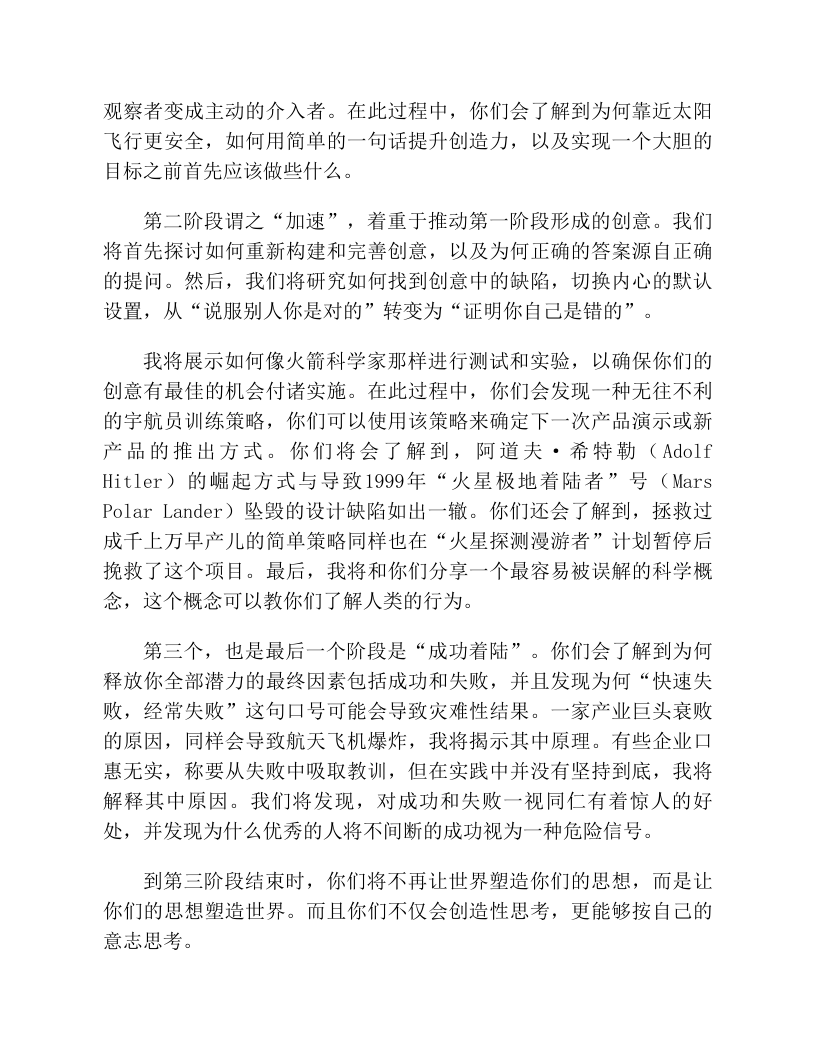 观察者变成主动的介入者。在此过程中，你们会了解到为何靠近太阳
飞行更安全，如何用简单的一句话提升创造力，以及实现一个大胆的
目标之前首先应该做些什么。
第二阶段谓之“加速”，着重于推动第一阶段形成的创意。我们
将首先探讨如何重新构建和完善创意，以及为何正确的答案源自正确
的提问。然后，我们将研究如何找到创意中的缺陷，切换内心的默认
设置，从“说服别人你是对的”转变为“证明你自己是错的”。
我将展示如何像火箭科学家那样进行测试和实验，以确保你们的
创意有最佳的机会付诸实施。在此过程中，你们会发现一种无往不利
的宇航员训练策略，你们可以使用该策略来确定下一次产品演示或新
产品的推出方式。你们将会了解到，阿道夫·希特勒（Adolf
Hitler）的崛起方式与导致1999年“火星极地着陆者”号（Mars
Polar Lander）坠毁的设计缺陷如出一辙。你们还会了解到，拯救过
成千上万早产儿的简单策略同样也在“火星探测漫游者”计划暂停后
挽救了这个项目。最后，我将和你们分享一个最容易被误解的科学概
念，这个概念可以教你们了解人类的行为。
第三个，也是最后一个阶段是“成功着陆”。你们会了解到为何
释放你全部潜力的最终因素包括成功和失败，并且发现为何“快速失
败，经常失败”这句口号可能会导致灾难性结果。一家产业巨头衰败
的原因，同样会导致航天飞机爆炸，我将揭示其中原理。有些企业口
惠无实，称要从失败中吸取教训，但在实践中并没有坚持到底，我将
解释其中原因。我们将发现，对成功和失败一视同仁有着惊人的好
处，并发现为什么优秀的人将不间断的成功视为一种危险信号。
到第三阶段结束时，你们将不再让世界塑造你们的思想，而是让
你们的思想塑造世界。而且你们不仅会创造性思考，更能够按自己的
意志思考。